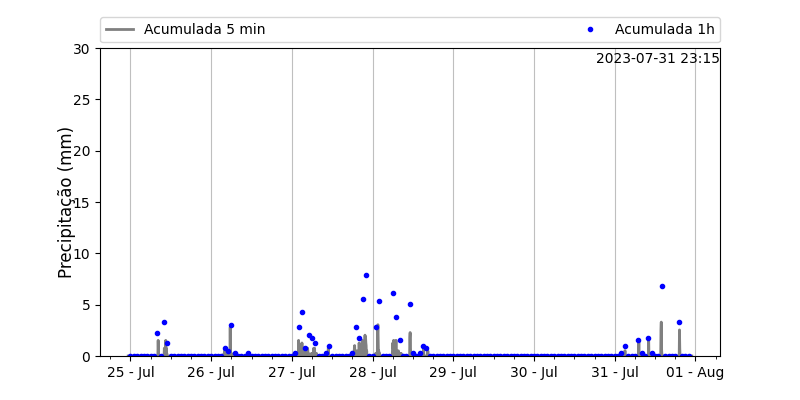 Acumulada 5 min
Acumulada 1h
2023-07-31 23:15
Precipitação (mm)
30
25
20
15
10
5
0
25 - Jul
26 - Jul
27 - Jul
28 - Jul
29 - Jul
30 - Jul
31 - Jul
01 - Aug